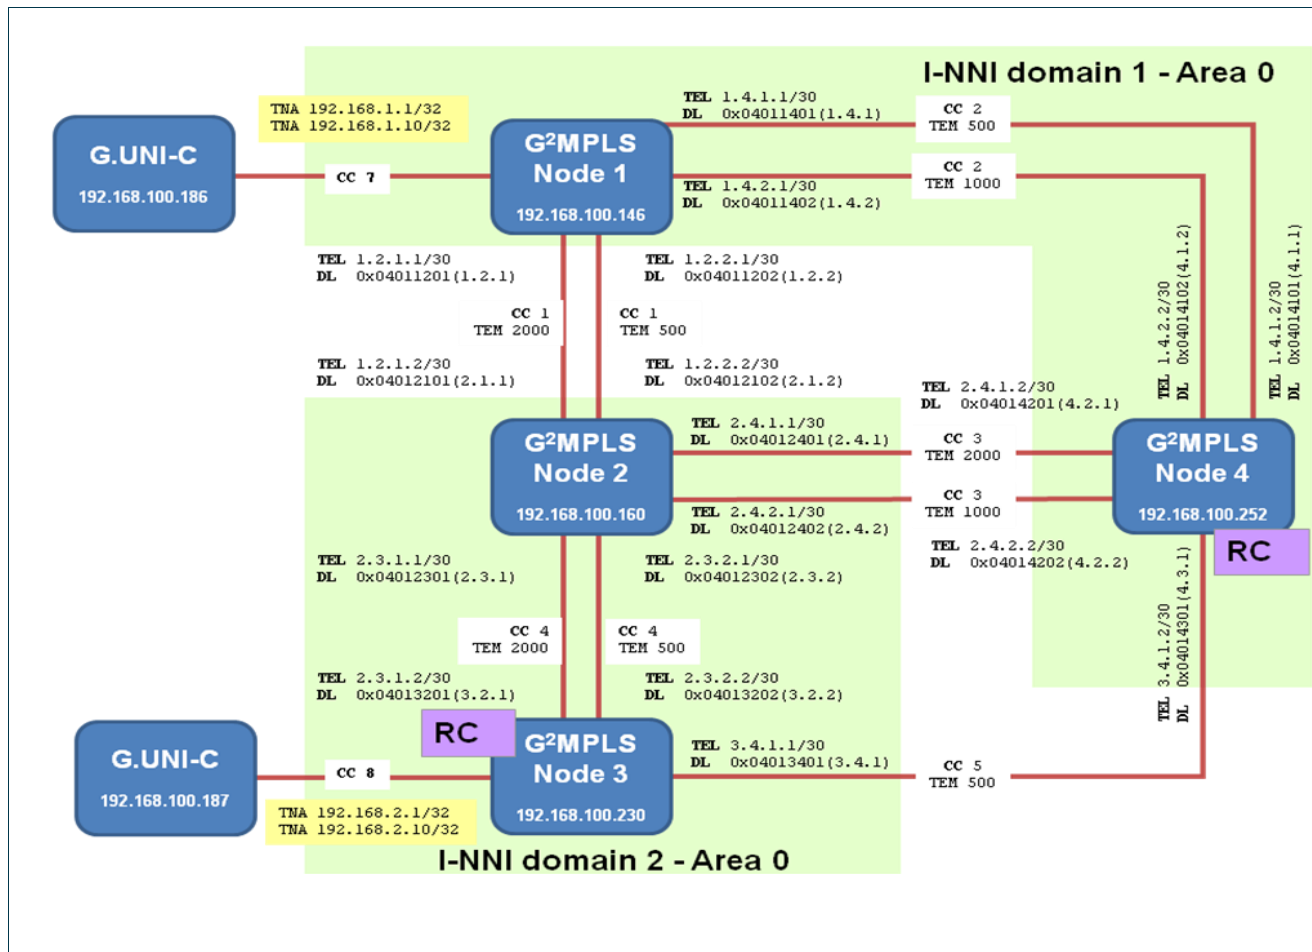 I-NNI domain 1 - Area 0
TNA 192.168.1.1/32
TNA 192.168.1.10/32
G.UNI-C
192.168.100.186
CC 7
G²MPLS
Node 1
192.168.100.146
TEL 1.4.1.1/30
DL 0x04011401(1.4.1)
CC 2
TEM 500
TEL 1.4.2.1/30
DL 0x04011402(1.4.2)
CC 2
TEM 1000
TEL 1.2.1.1/30
DL 0x04011201(1.2.1)
TEL 1.2.2.1/30
DL 0x04011202(1.2.2)
CC 1
TEM 2000
CC 1
TEM 500
TEL 1.2.1.2/30
DL 0x04012101(2.1.1)
TEL 1.2.2.2/30
DL 0x04012102(2.1.2)
TEL 1.4.2.2/30
DL 0x04014102(4.1.2)
TEL 1.4.1.2/30
DL 0x04014101(4.1.1)
TEL 2.4.1.2/30
DL 0x04014201(4.2.1)
G²MPLS
Node 2
192.168.100.160
TEL 2.4.1.1/30
DL 0x04012401(2.4.1)
CC 3
TEM 2000
CC 3
TEM 1000
TEL 2.4.2.1/30
DL 0x04012402(2.4.2)
G²MPLS
Node 4
192.168.100.252
RC
TEL 2.4.2.2/30
DL 0x04014202(4.2.2)
TEL 2.3.1.1/30
DL 0x04012301(2.3.1)
TEL 2.3.2.1/30
DL 0x04012302(2.3.2)
CC 4
TEM 2000
CC 4
TEM 500
TEL 3.4.1.2/30
DL 0x04014301(4.3.1)
TEL 2.3.1.2/30
DL 0x04013201(3.2.1)
TEL 2.3.2.2/30
DL 0x04013202(3.2.2)
RC
G.UNI-C
192.168.100.187
CC 8
G²MPLS
Node 3
192.168.100.230
TEL 3.4.1.1/30
DL 0x04013401(3.4.1)
CC 5
TEM 500
TNA 192.168.2.1/32
TNA 192.168.2.10/32
I-NNI domain 2 - Area 0